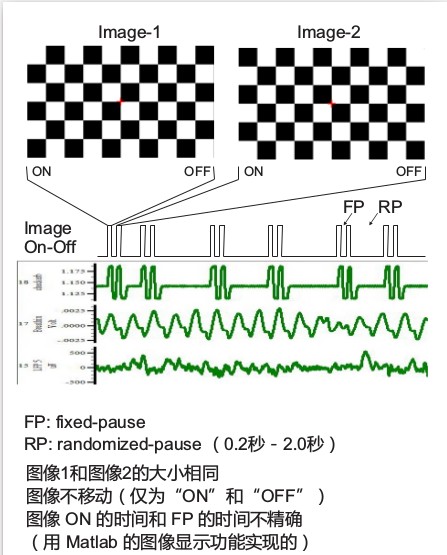 Image-1
Image-2
ON
OFF
ON
OFF
FP
RP
Image
On-Off
1.175
1.150
1.125
.0025
.0000
-.0025
500
0
-500
FP: fixed-pause
RP: randomized-pause （0.2秒 - 2.0秒）
图像1和图像2的大小相同
图像不移动（仅为“ON”和“OFF”）
图像 ON 的时间和 FP 的时间不精确
（用 Matlab 的图像显示功能实现的）